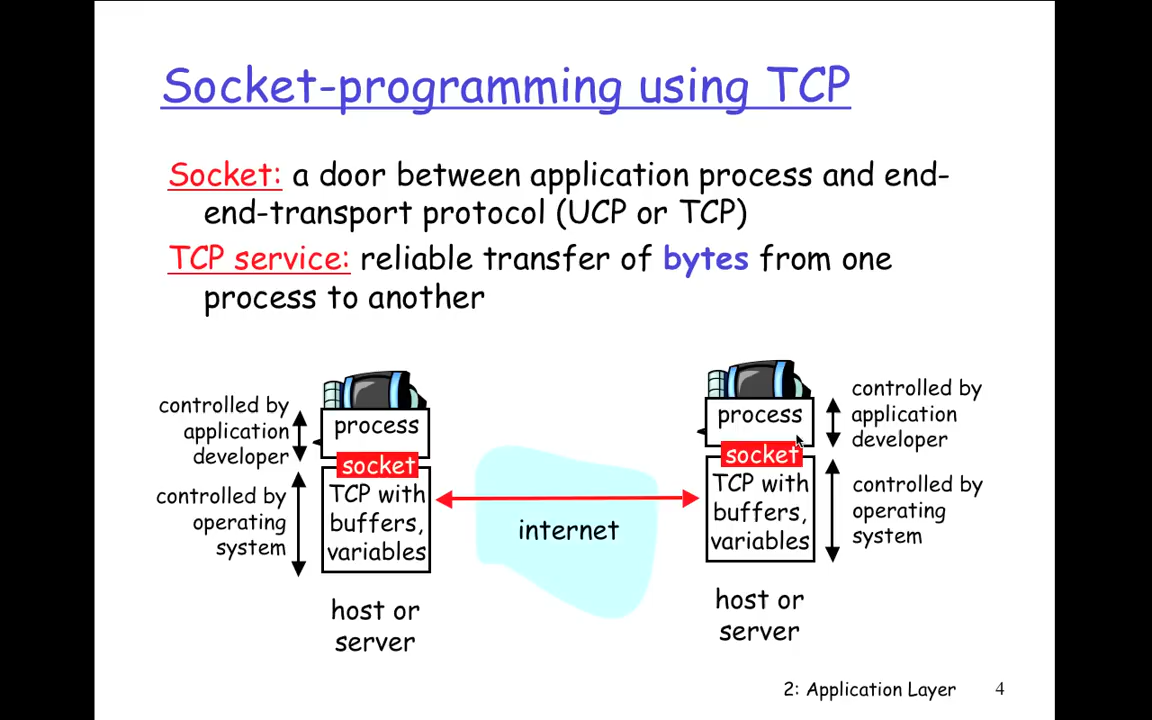 Socket-programming using TCP
Socket: a door between application process and end-
end-transport protocol (UCP or TCP)
TCP service: reliable transfer of bytes from one
process to another
controlled by
application
developer
controlled by
operating
system
process
socket
TCP with
buffers,
variables
host or
server
internet
process
socket
TCP with
buffers,
variables
host or
server
controlled by
application
developer
controlled by
operating
system
2: Application Layer 4